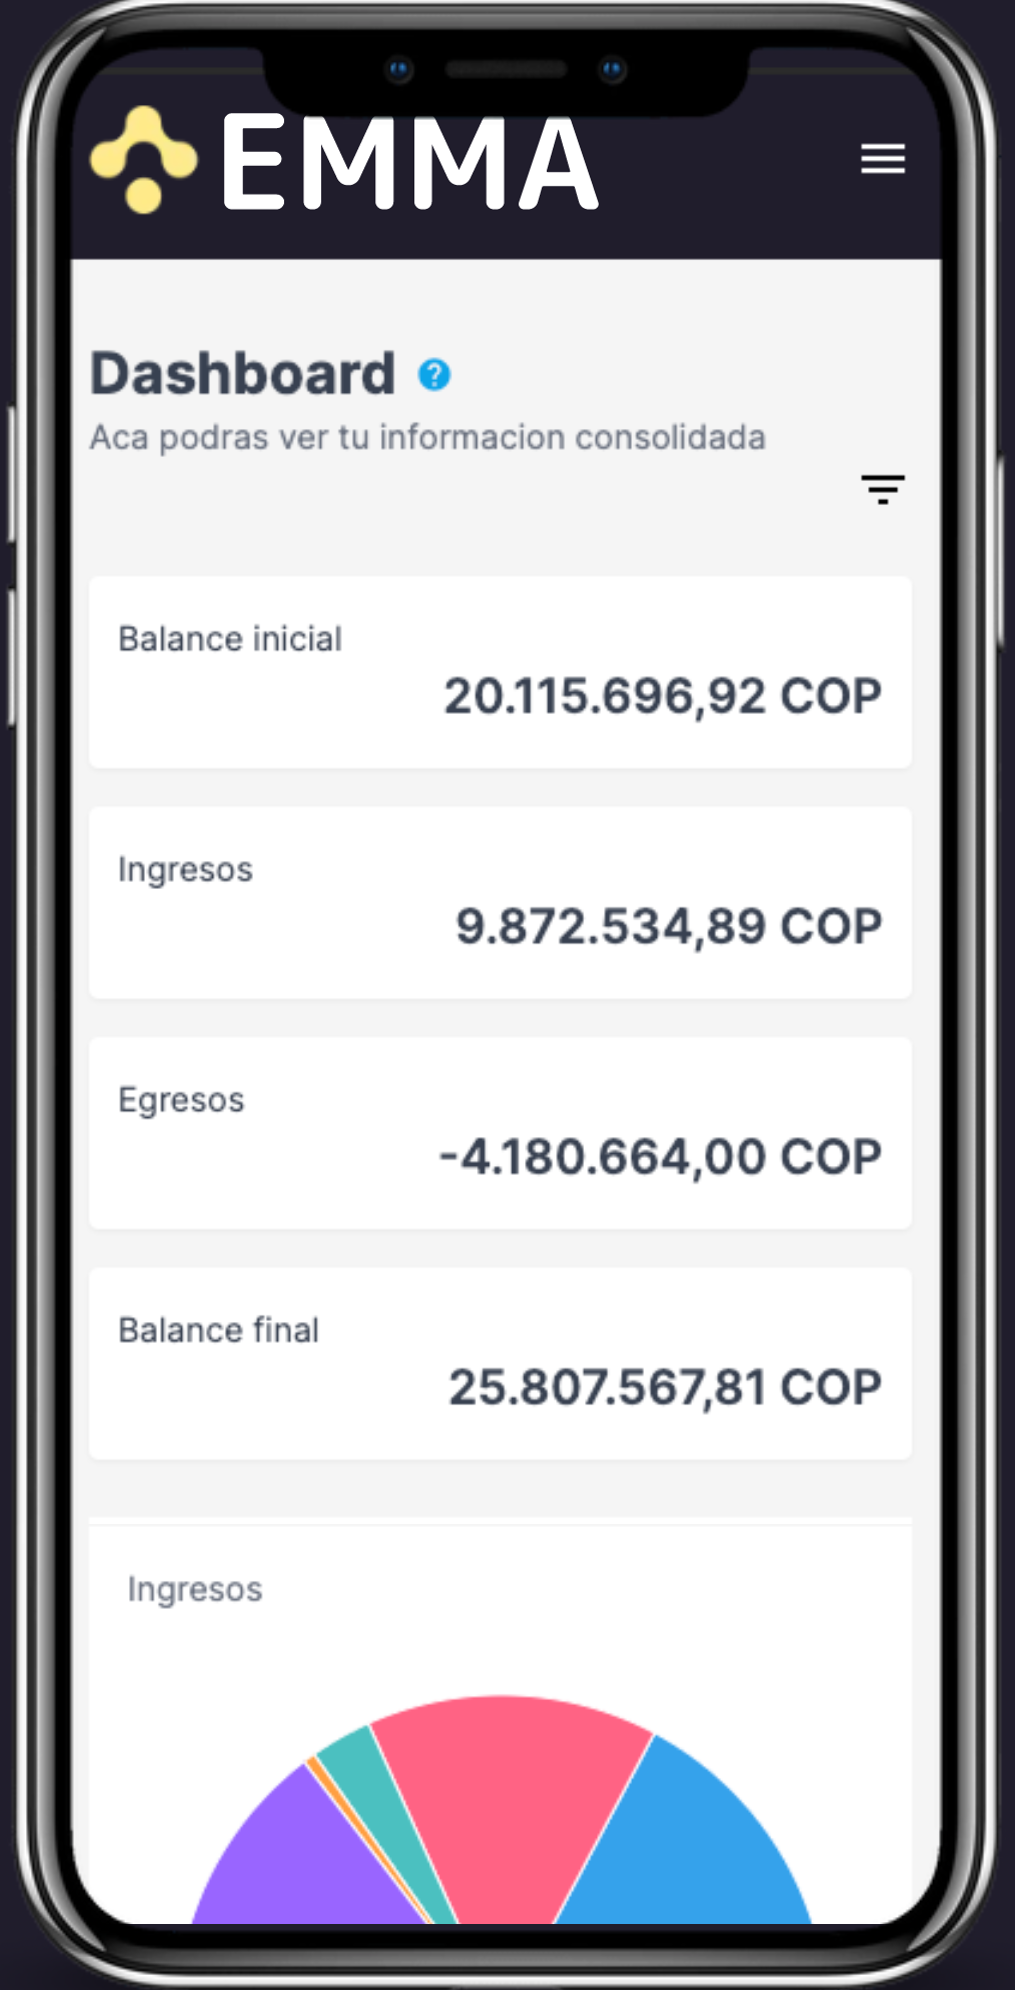 EMMA
Dashboard ?
Aca podras ver tu informacion consolidada
Balance inicial
20.115.696,92 COP
Ingresos
9.872.534,89 COP
Egresos
-4.180.664,00 COP
Balance final
25.807.567,81 COP
Ingresos